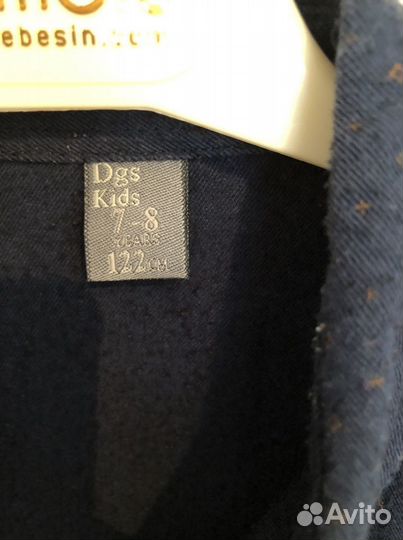 ebesin.com
Dgs
Kids
7-8
YEARS
122CM
Avito